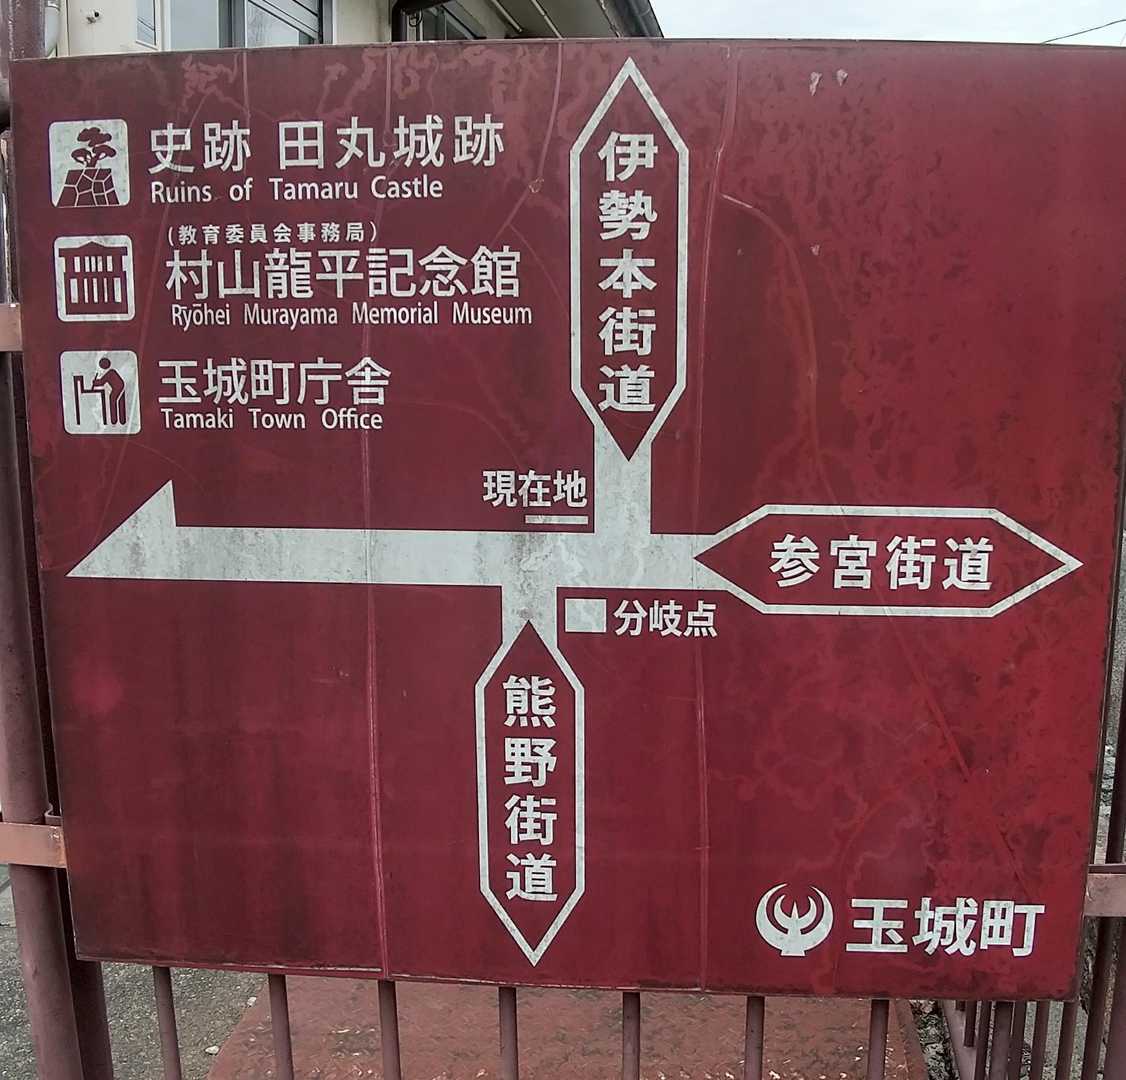 史跡 田丸城跡
Ruins of Tamaru Castle
(教育委員会事務局)
村山龍平記念館
Ryōhei Murayama Memorial Museum
玉城町庁舎
Tamaki Town Office
伊勢本街道
現在地
参宮街道
分岐点
熊野街道
玉城町